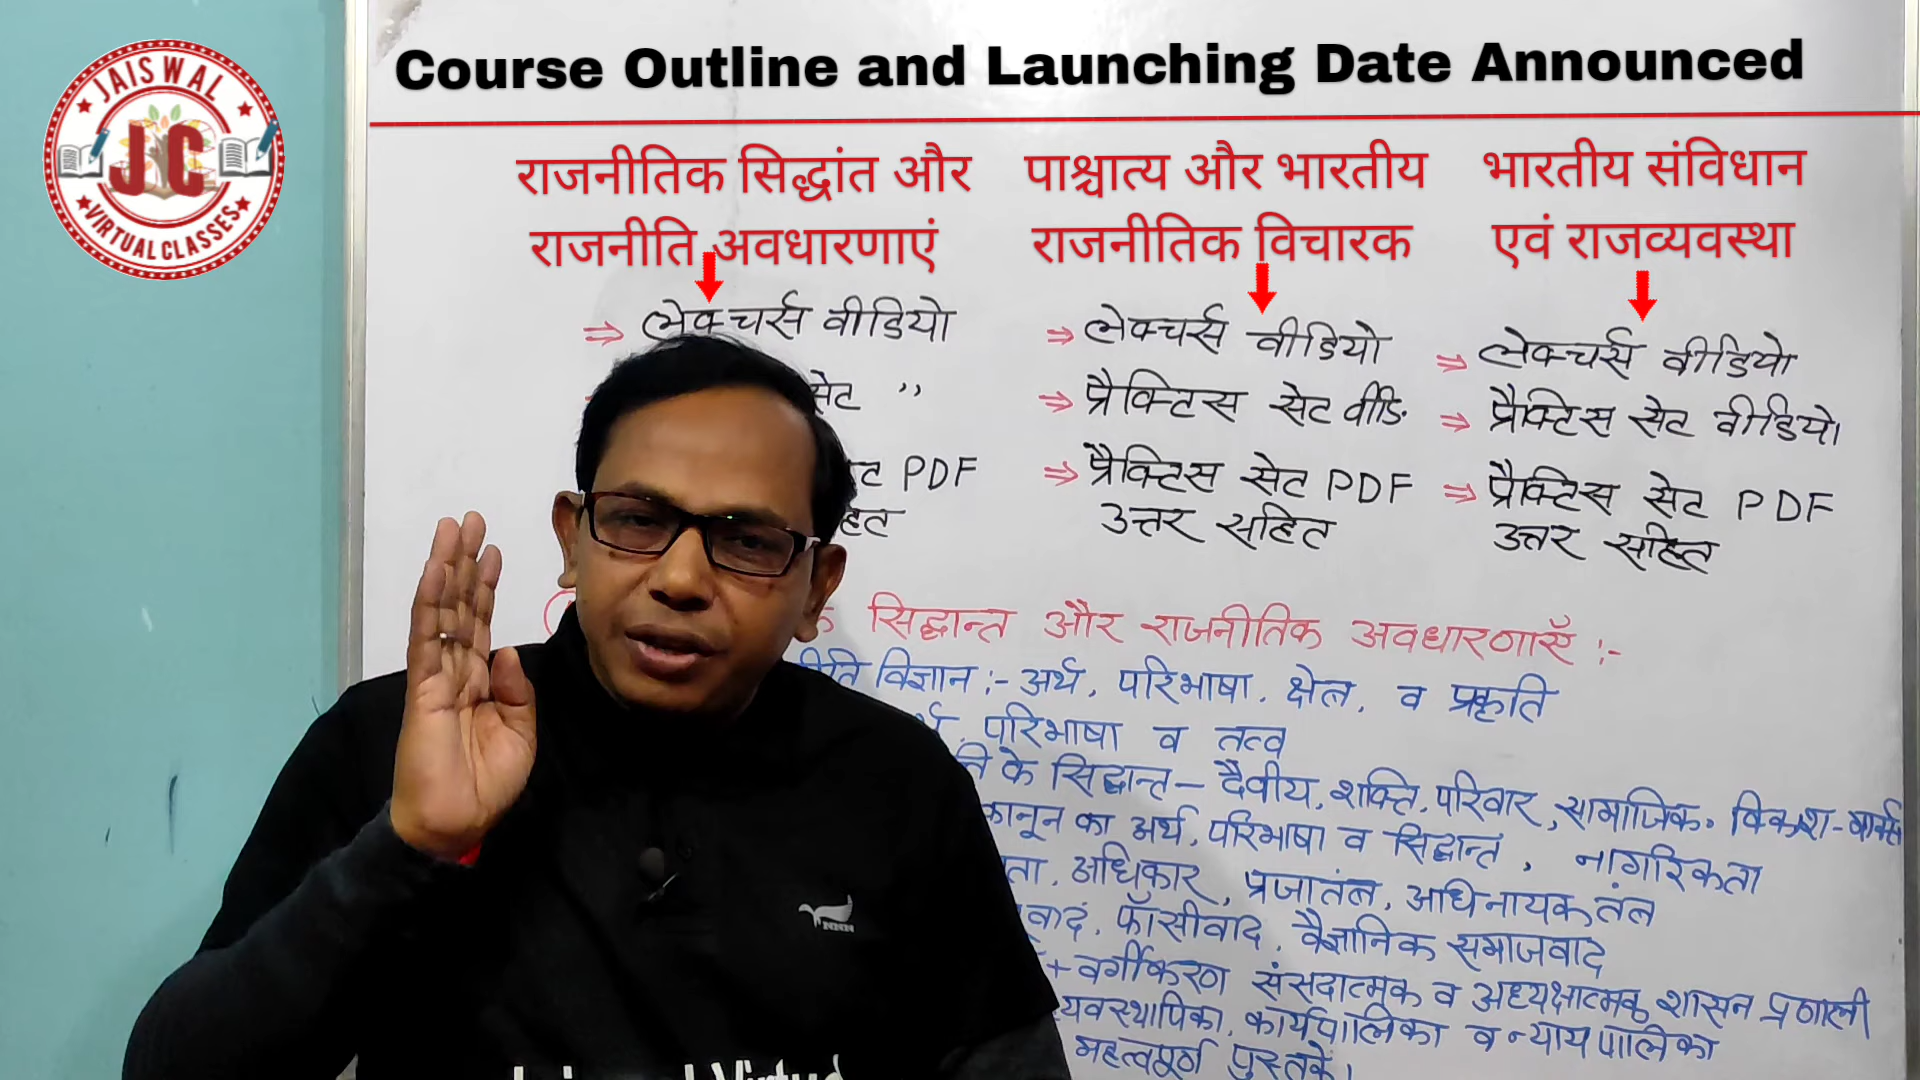 JAISWAL
JC
VIRTUAL CLASSES
Course Outline and Launching Date Announced
राजनीतिक सिद्धांत और
राजनीति अवधारणाएं
पाश्चात्य और भारतीय
राजनीतिक विचारक
भारतीय संविधान
एवं राजव्यवस्था
⇒ लेक्चर्स वीडियो
सेट "
PDF
⇒ लेक्चर्स वीडियो
⇒ प्रैक्टिस सेट वीडि॰
⇒ प्रैक्टिस सेट PDF
उत्तर सहित
⇒ लेक्चर्स वीडियो
⇒ प्रैक्टिस सेट वीडियो
⇒ प्रैक्टिस सेट PDF
उत्तर सहित
सिद्धान्त और राजनीतिक अवधारणाएँ :-
विज्ञान :- अर्थ, परिभाषा, क्षेत्र, व प्रकृति
परिभाषा व तत्व
के सिद्धान्त – दैवीय, शक्ति, परिवार, सामाजिक॰ विकाश-मार्क्स
कानून का अर्थ, परिभाषा व सिद्धान्त, नागरिकता
अधिकार, प्रजातंत्र, अधिनायक तंत्र
फॉसीवाद, वैज्ञानिक समाजवाद
+ वर्गीकरण संसदात्मक व अध्यक्षात्मक शासन प्रणाली
व्यवस्थापिका, कार्यपालिका व न्यायपालिका
महत्वपूर्ण पुस्तकें।
NNNN